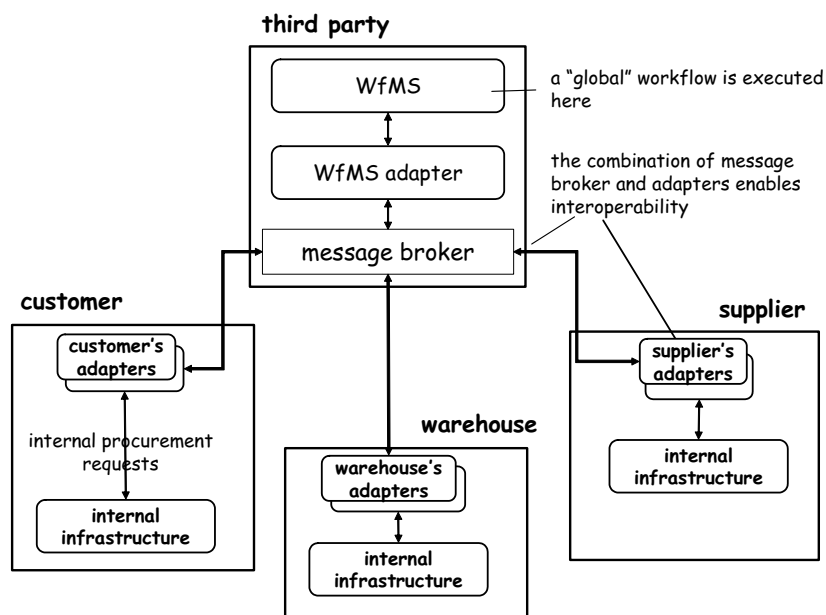 third party
WfMS
a “global” workflow is executed
here
WfMS adapter
the combination of message
broker and adapters enables
interoperability
message broker
customer
customer’s
adapters
internal procurement
requests
internal
infrastructure
warehouse
warehouse’s
adapters
internal
infrastructure
supplier
supplier’s
adapters
internal
infrastructure